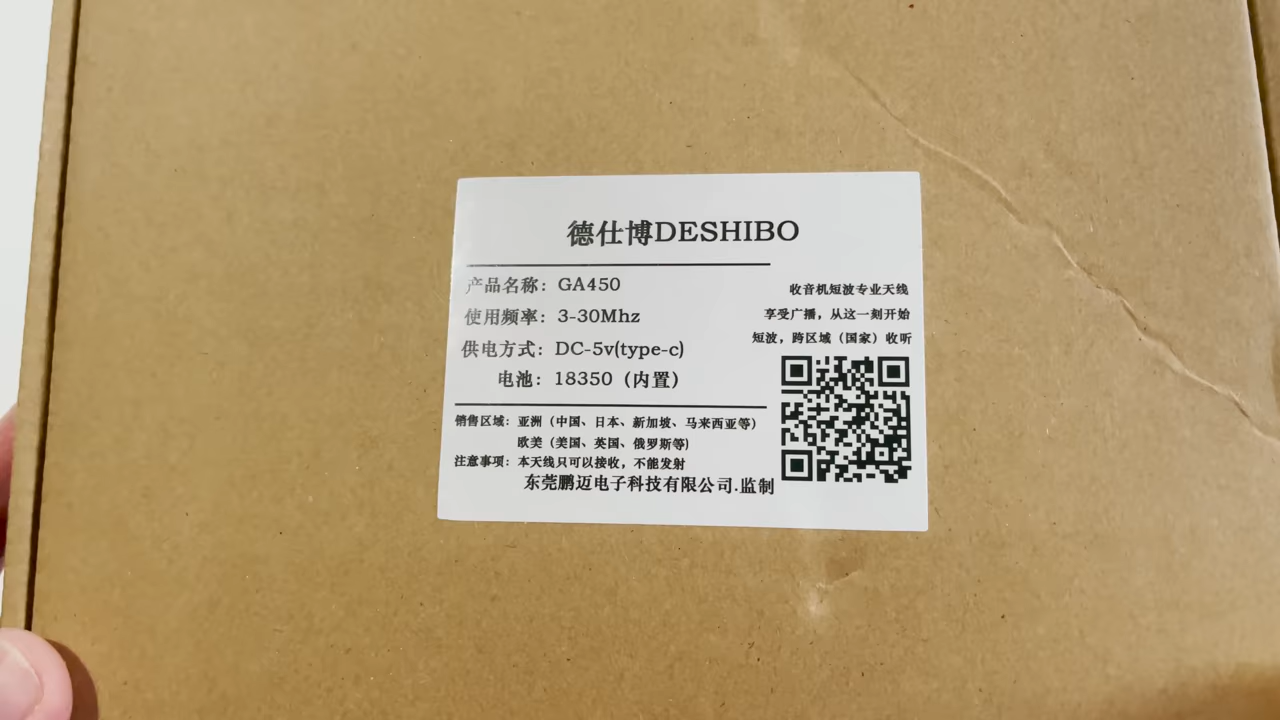 德仕博DESHIBO
产品名称：GA450
使用频率：3-30Mhz
供电方式：DC-5v(type-c)
电池：18350（内置）
收音机短波专业天线
享受广播，从这一刻开始
短波，跨区域（国家）收听
销售区域：亚洲（中国、日本、新加坡、马来西亚等）
欧美（美国、英国、俄罗斯等)
注意事项：本天线只可以接收，不能发射
东莞鹏迈电子科技有限公司.监制